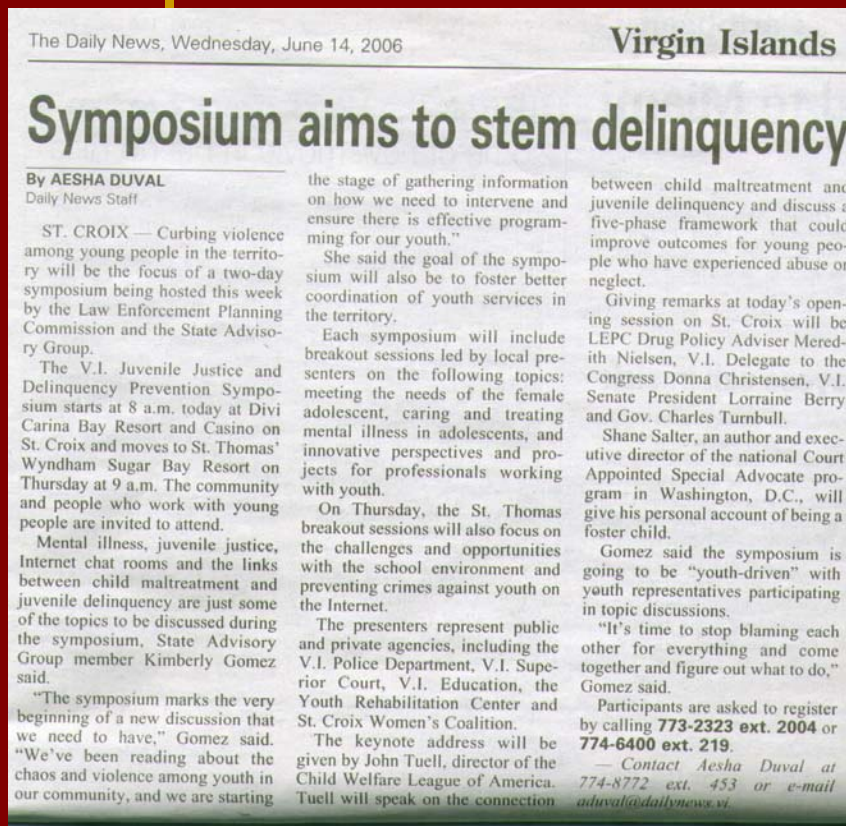 The Daily News, Wednesday, June 14, 2006
Virgin Islands
Symposium aims to stem delinquency
By AESHA DUVAL
Daily News Staff
ST. CROIX — Curbing violence
among young people in the territo-
ry will be the focus of a two-day
symposium being hosted this week
by the Law Enforcement Planning
Commission and the State Adviso-
ry Group.
The V.I. Juvenile Justice and
Delinquency Prevention Sympo-
sium starts at 8 a.m. today at Divi
Carina Bay Resort and Casino on
St. Croix and moves to St. Thomas'
Wyndham Sugar Bay Resort on
Thursday at 9 a.m. The community
and people who work with young
people are invited to attend.
Mental illness, juvenile justice,
Internet chat rooms and the links
between child maltreatment and
juvenile delinquency are just some
of the topics to be discussed during
the symposium, State Advisory
Group member Kimberly Gomez
said.
"The symposium marks the very
beginning of a new discussion that
we need to have," Gomez said.
"We've been reading about the
chaos and violence among youth in
our community, and we are starting
the stage of gathering information
on how we need to intervene and
ensure there is effective program-
ming for our youth."
She said the goal of the sympo-
sium will also be to foster better
coordination of youth services in
the territory.
Each symposium will include
breakout sessions led by local pre-
senters on the following topics:
meeting the needs of the female
adolescent, caring and treating
mental illness in adolescents, and
innovative perspectives and pro-
jects for professionals working
with youth.
On Thursday, the St. Thomas
breakout sessions will also focus on
the challenges and opportunities
with the school environment and
preventing crimes against youth on
the Internet.
The presenters represent public
and private agencies, including the
V.I. Police Department, V.I. Supe-
rior Court, V.I. Education, the
Youth Rehabilitation Center and
St. Croix Women's Coalition.
The keynote address will be
given by John Tuell, director of the
Child Welfare League of America.
Tuell will speak on the connection
between child maltreatment and
juvenile delinquency and discuss a
five-phase framework that could
improve outcomes for young peo-
ple who have experienced abuse or
neglect.
Giving remarks at today's open-
ing session on St. Croix will be
LEPC Drug Policy Adviser Mered-
ith Nielsen, V.I. Delegate to the
Congress Donna Christensen, V.I.
Senate President Lorraine Berry
and Gov. Charles Turnbull.
Shane Salter, an author and exec-
utive director of the national Court
Appointed Special Advocate pro-
gram in Washington, D.C., will
give his personal account of being a
foster child.
Gomez said the symposium is
going to be "youth-driven" with
youth representatives participating
in topic discussions.
"It's time to stop blaming each
other for everything and come
together and figure out what to do,"
Gomez said.
Participants are asked to register
by calling 773-2323 ext. 2004 or
774-6400 ext. 219.
— Contact Aesha Duval at
774-8772 ext. 453 or e-mail
aduval@dailynews.vi.